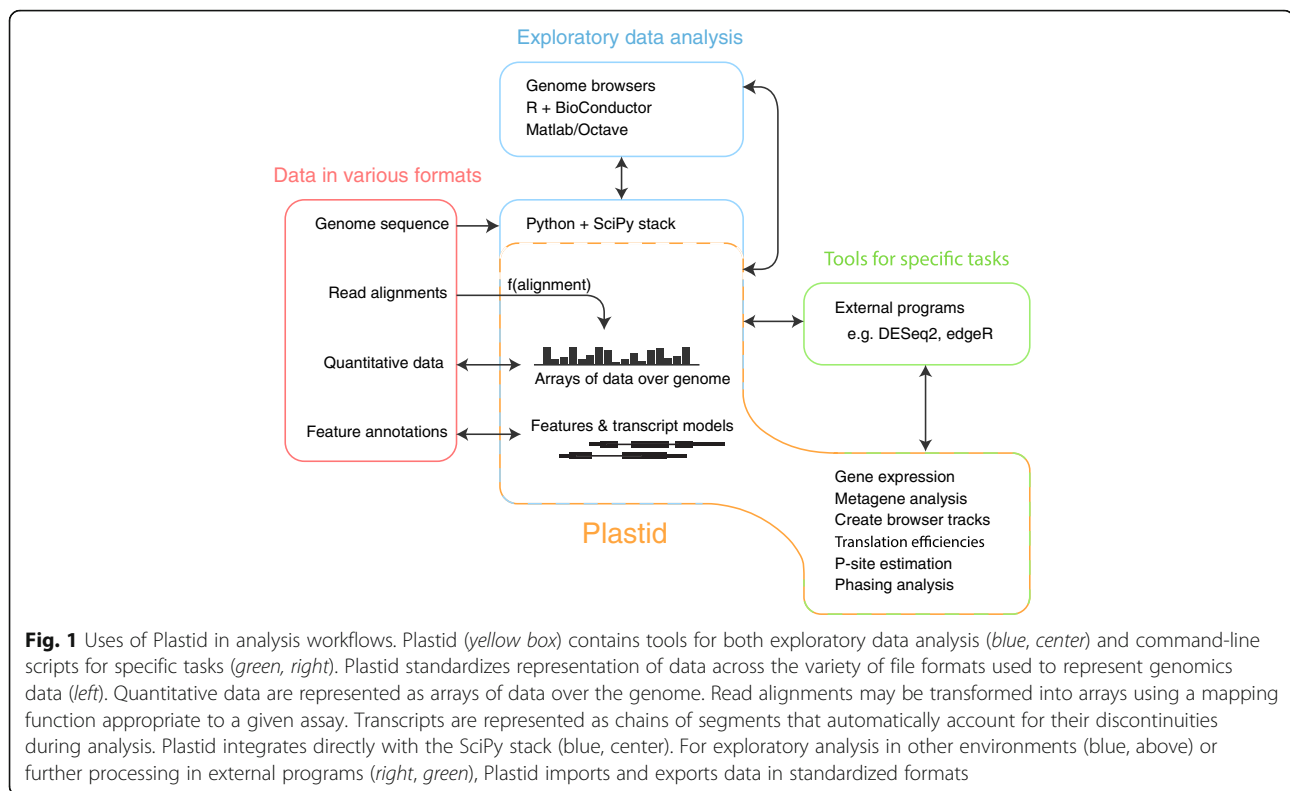 Exploratory data analysis
Genome browsers
R + BioConductor
Matlab/Octave
Data in various formats
Genome sequence
Read alignments
Quantitative data
Feature annotations
Python + SciPy stack
f(alignment)
Arrays of data over genome
Features & transcript models
Plastid
Tools for specific tasks
External programs
e.g. DESeq2, edgeR
Gene expression
Metagene analysis
Create browser tracks
Translation efficiencies
P-site estimation
Phasing analysis
Fig. 1 Uses of Plastid in analysis workflows. Plastid (yellow box) contains tools for both exploratory data analysis (blue, center) and command-line
scripts for specific tasks (green, right). Plastid standardizes representation of data across the variety of file formats used to represent genomics
data (left). Quantitative data are represented as arrays of data over the genome. Read alignments may be transformed into arrays using a mapping
function appropriate to a given assay. Transcripts are represented as chains of segments that automatically account for their discontinuities
during analysis. Plastid integrates directly with the SciPy stack (blue, center). For exploratory analysis in other environments (blue, above) or
further processing in external programs (right, green), Plastid imports and exports data in standardized formats